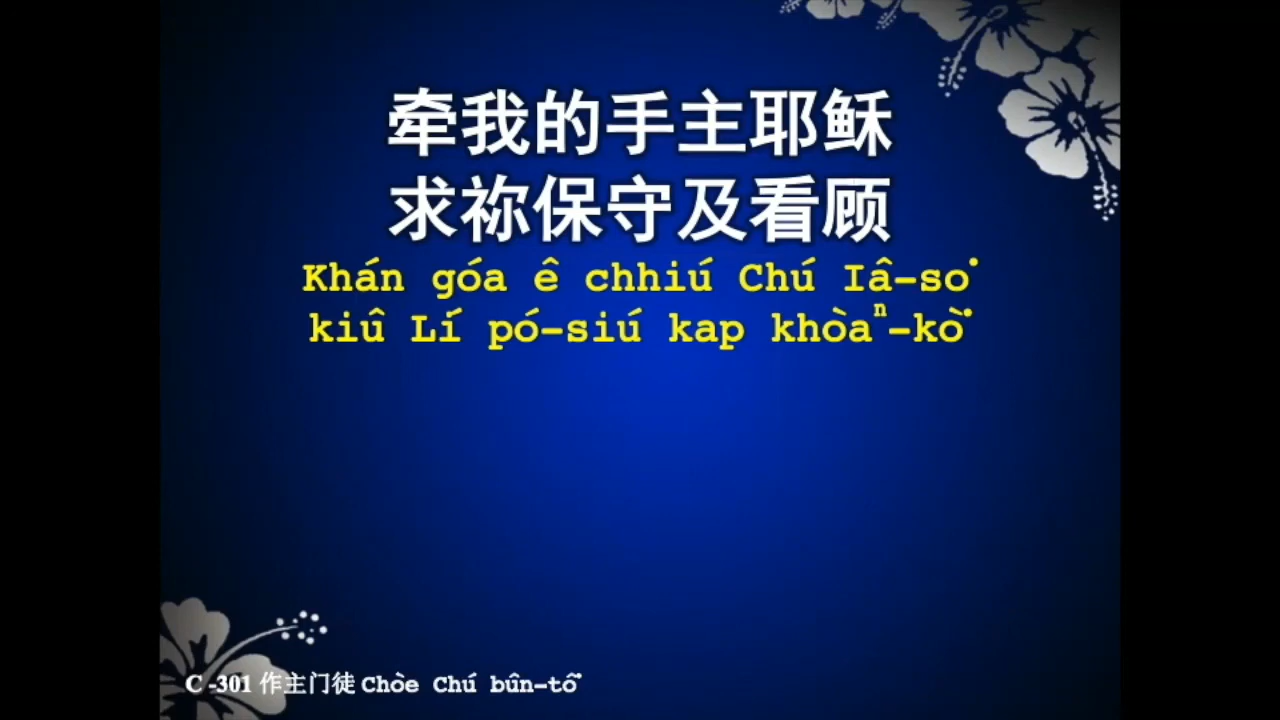 牵我的手主耶稣
求祢保守及看顾
Khán góa ê chhiú Chú Iâ-so͘
kiû Lí pó-siú kap khòaⁿ-kò͘
C -301 作主门徒 Chòe Chú bûn-tô͘